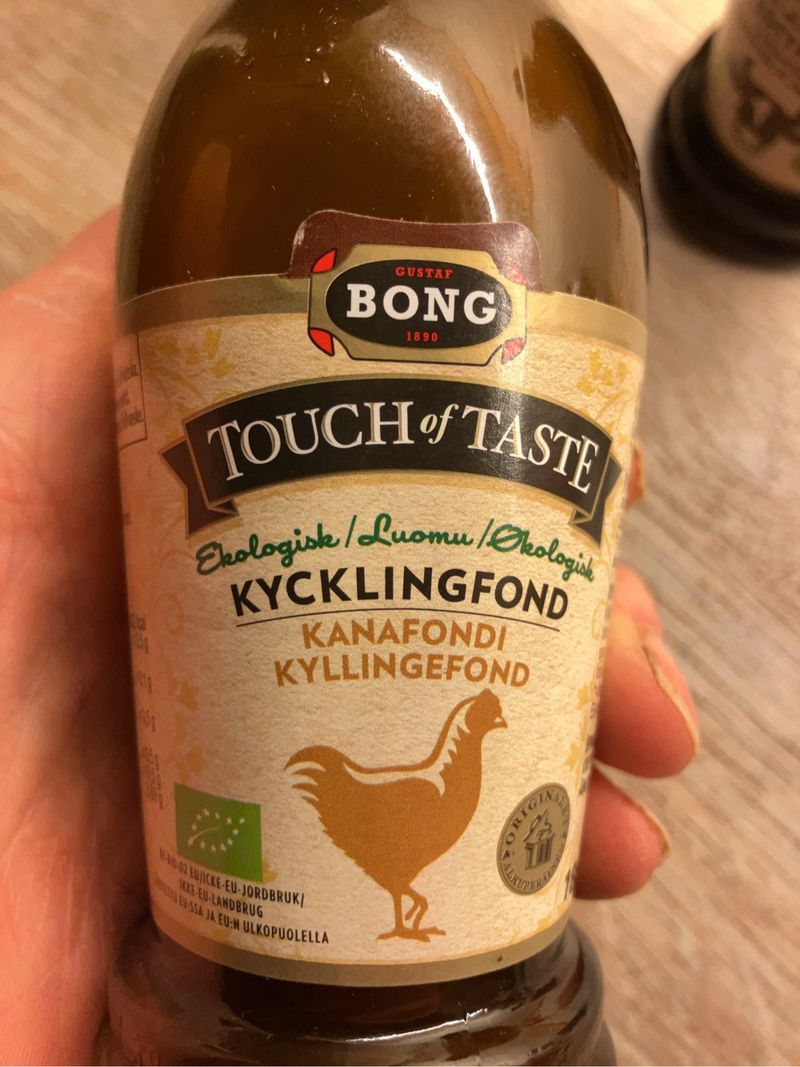 GUSTAF
BONG
1890
TOUCH of TASTE
Ekologisk / Luomu / Økologisk
KYCKLINGFOND
KANAFONDI
KYLLINGEFOND
ORIGINAL
EU/ICKE-EU-JORDBRUK/
IKKE-EU-LANDBRUG
EU:SSA JA EU:N ULKOPUOLELLA